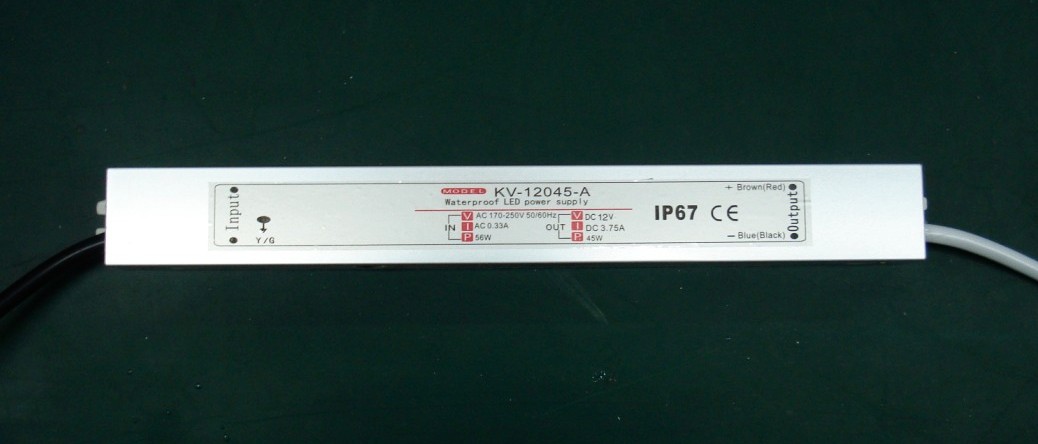 Input
Y/G
MODEL KV-12045-A
Waterproof LED power supply
IN
V AC 170-250V 50/60Hz
I AC 0.33A
P 56W
OUT
V DC 12V
I DC 3.75A
P 45W
IP67 CE
+ Brown(Red)
− Blue(Black)
Output